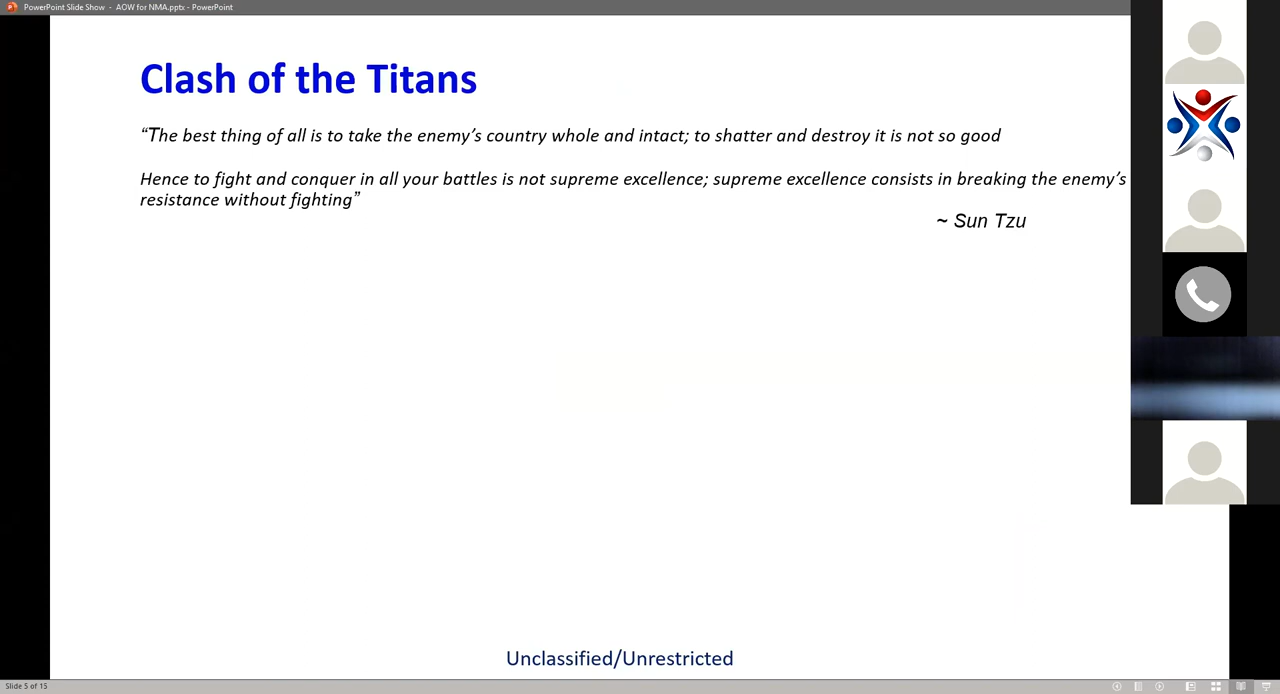 PowerPoint Slide Show - AOW for NMA.pptx - PowerPoint
Clash of the Titans
“The best thing of all is to take the enemy’s country whole and intact; to shatter and destroy it is not so good
Hence to fight and conquer in all your battles is not supreme excellence; supreme excellence consists in breaking the enemy’s
resistance without fighting”
~ Sun Tzu
Unclassified/Unrestricted
Slide 5 of 15